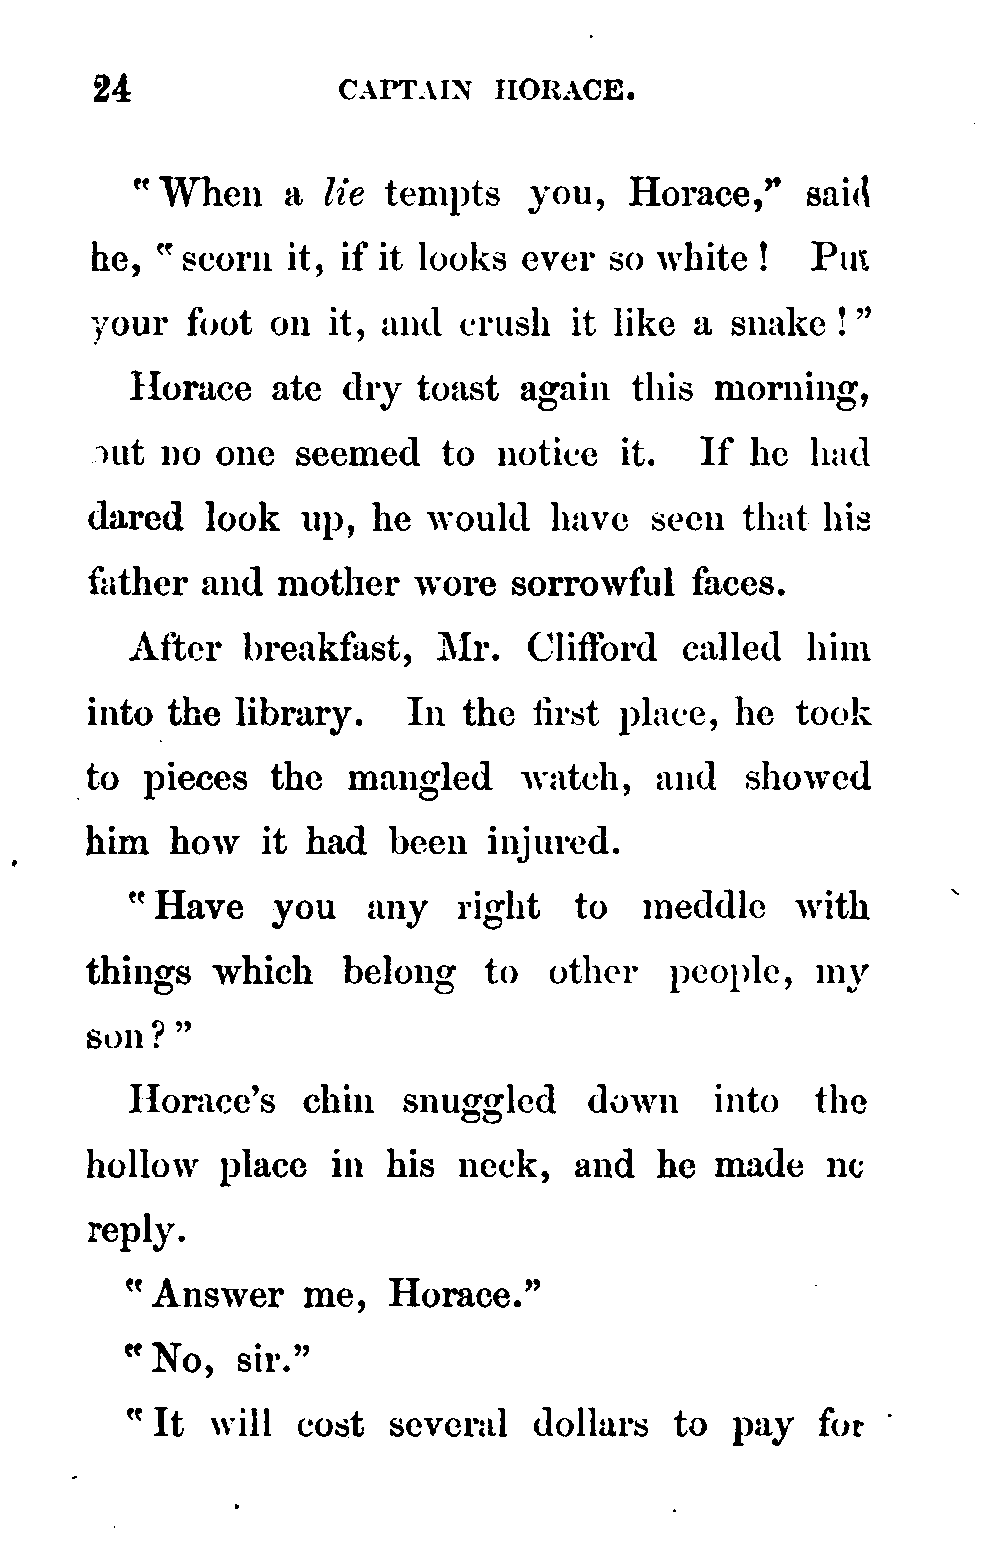 24 CAPTAIN HORACE.
"When a lie tempts you, Horace," said
he, "scorn it, if it looks ever so white! Put
your foot on it, and crush it like a snake!"
Horace ate dry toast again this morning,
but no one seemed to notice it. If he had
dared look up, he would have seen that his
father and mother wore sorrowful faces.
After breakfast, Mr. Clifford called him
into the library. In the first place, he took
to pieces the mangled watch, and showed
him how it had been injured.
"Have you any right to meddle with
things which belong to other people, my
son?"
Horace's chin snuggled down into the
hollow place in his neck, and he made no
reply.
"Answer me, Horace."
"No, sir."
"It will cost several dollars to pay for